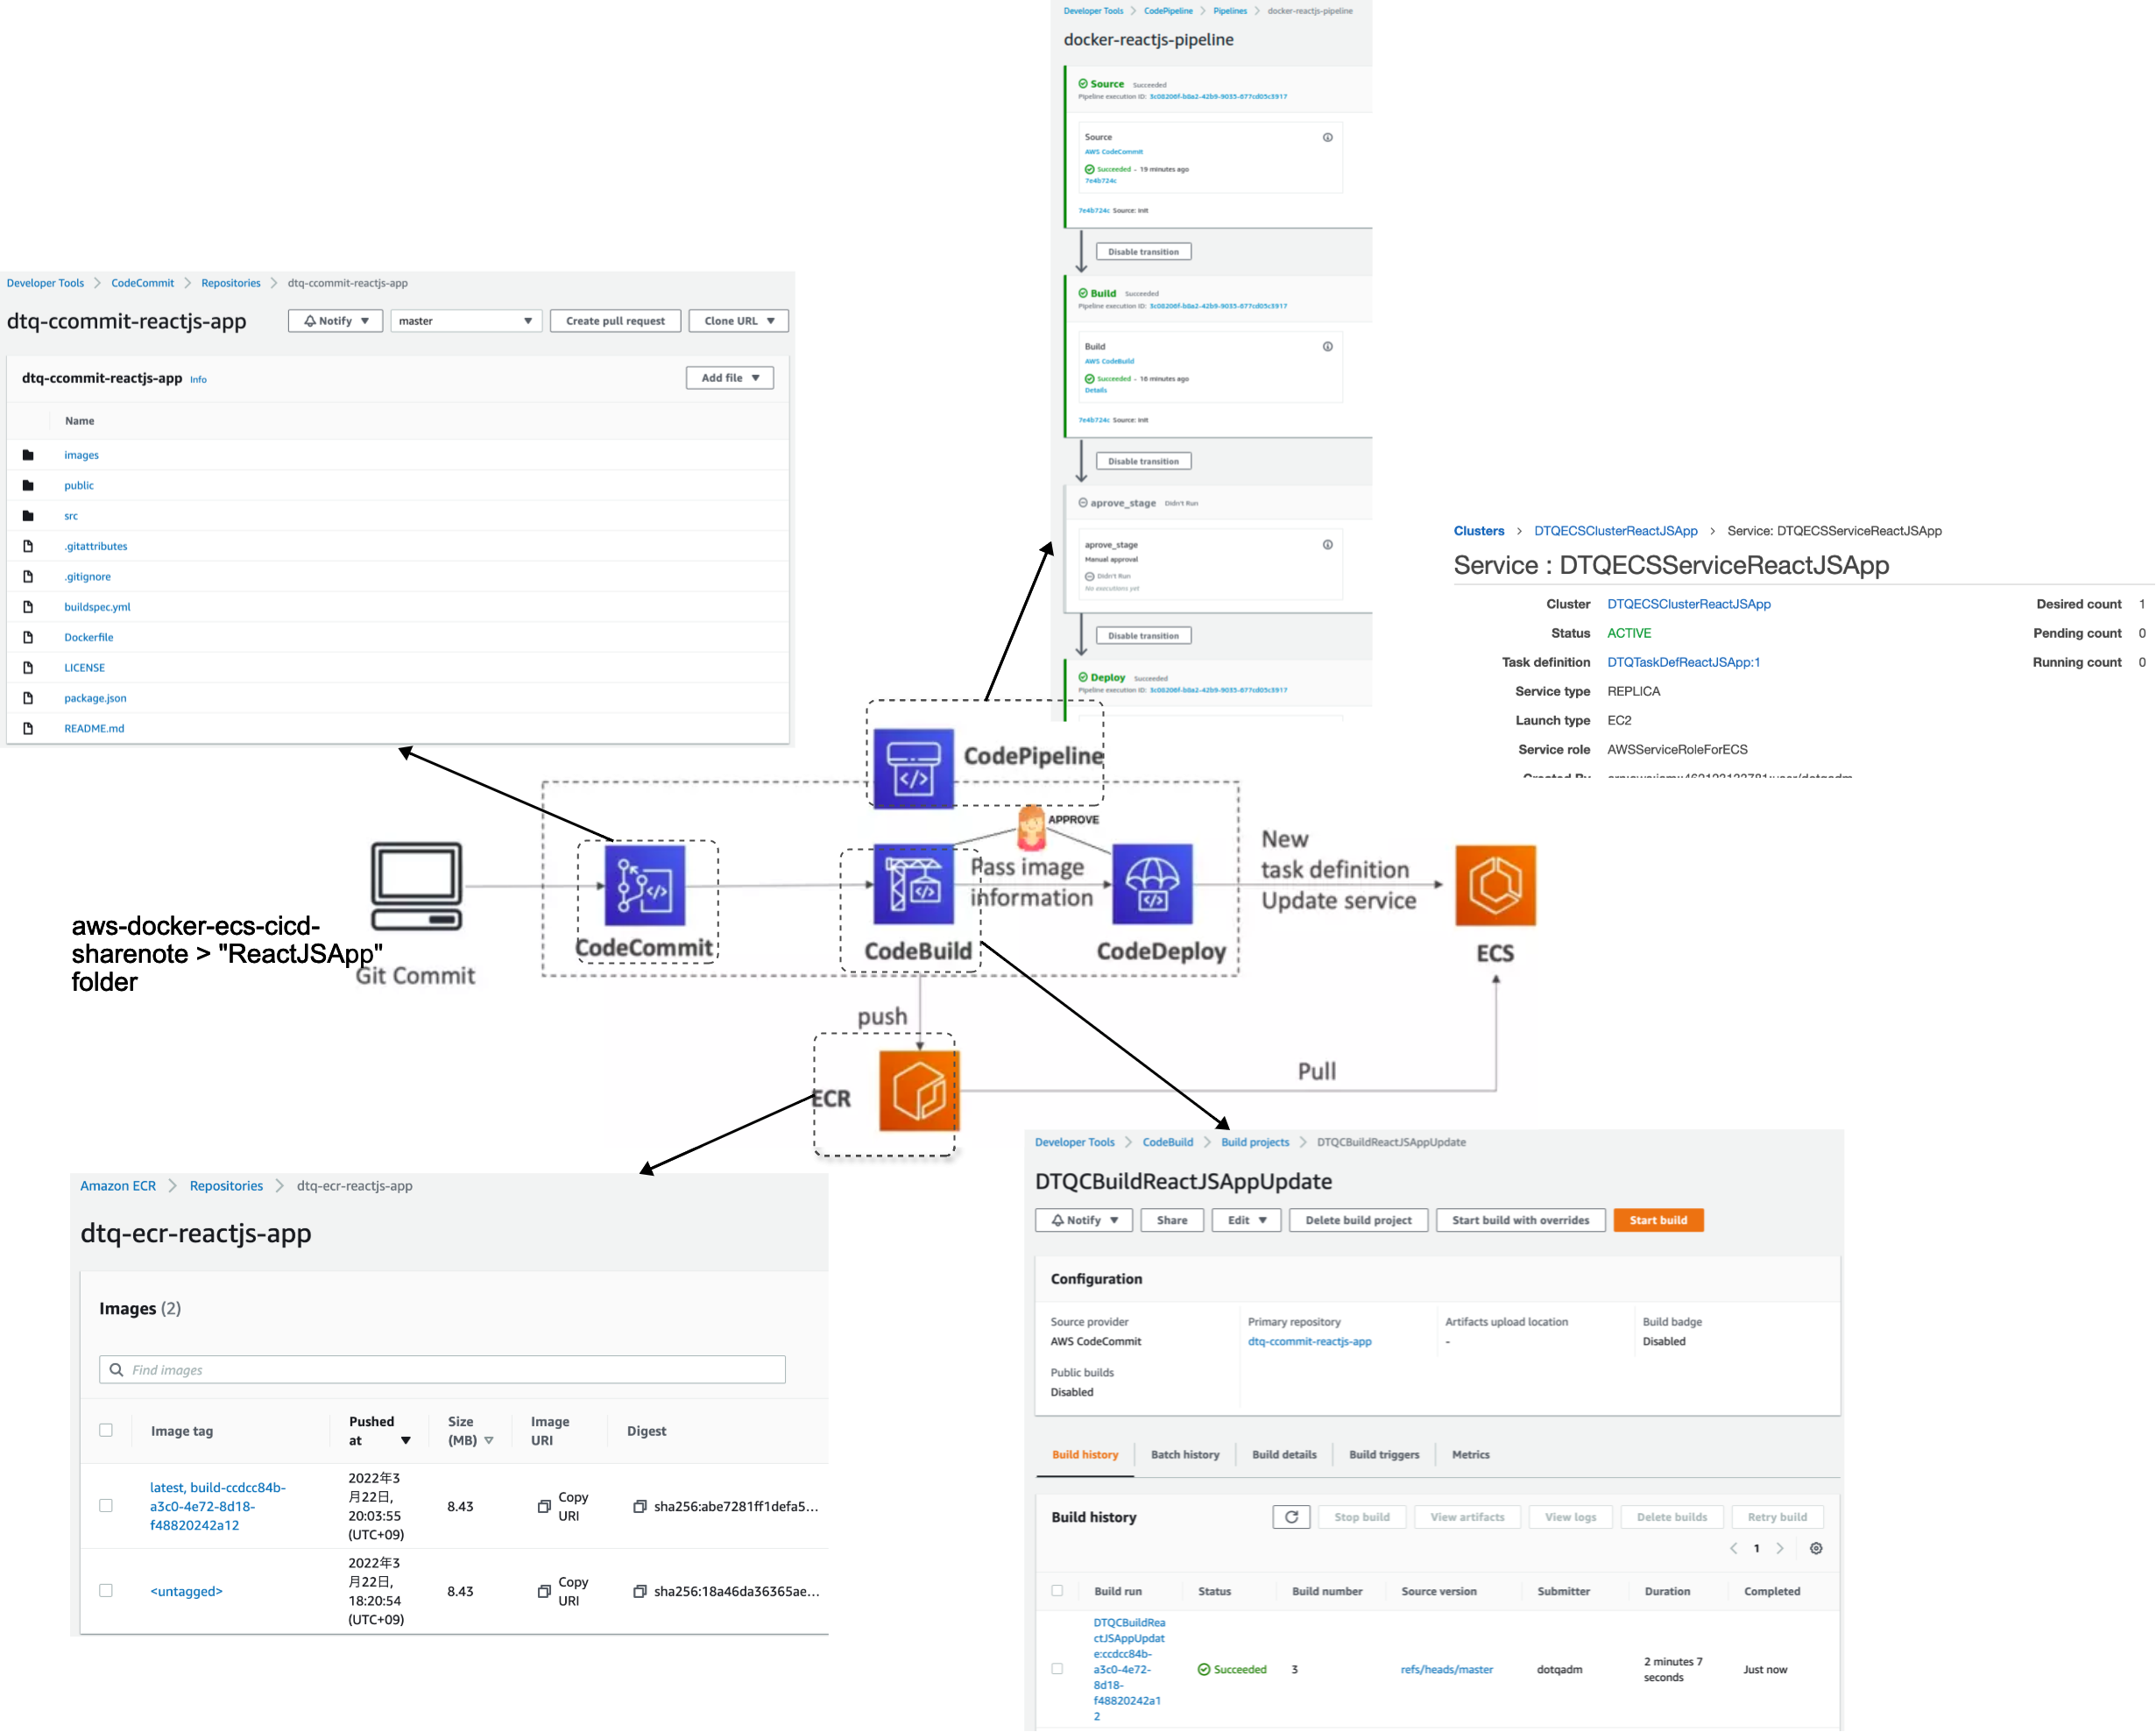 Developer Tools > CodePipeline > Pipelines > docker-reactjs-pipeline
docker-reactjs-pipeline
Source Succeeded
Pipeline execution ID: 3c08206f-b8a2-42b9-9035-677cd05c3917
Source
AWS CodeCommit
Succeeded - 19 minutes ago
7e4b724c
7e4b724c Source: init
Disable transition
Build Succeeded
Pipeline execution ID: 3c08206f-b8a2-42b9-9035-677cd05c3917
Build
AWS CodeBuild
Succeeded - 16 minutes ago
Details
7e4b724c Source: init
Disable transition
aprove_stage Didn't Run
aprove_stage
Manual approval
Didn't Run
No executions yet
Disable transition
Deploy Succeeded
Pipeline execution ID: 3c08206f-b8a2-42b9-9035-677cd05c3917
Developer Tools > CodeCommit > Repositories > dtq-ccommit-reactjs-app
dtq-ccommit-reactjs-app
Notify master Create pull request Clone URL
dtq-ccommit-reactjs-app Info Add file
Name
images
public
src
.gitattributes
.gitignore
buildspec.yml
Dockerfile
LICENSE
package.json
README.md
Clusters > DTQECSClusterReactJSApp > Service: DTQECSServiceReactJSApp
Service : DTQECSServiceReactJSApp
Cluster DTQECSClusterReactJSApp Desired count 1
Status ACTIVE Pending count 0
Task definition DTQTaskDefReactJSApp:1 Running count 0
Service type REPLICA
Launch type EC2
Service role AWSServiceRoleForECS
CodePipeline
APPROVE
Pass image
information
New
task definition
Update service
aws-docker-ecs-cicd-
sharenote > "ReactJSApp"
folder
Git Commit
CodeCommit
CodeBuild
CodeDeploy
ECS
push
ECR
Pull
Amazon ECR > Repositories > dtq-ecr-reactjs-app
dtq-ecr-reactjs-app
Images (2)
Find images
Image tag
Pushed
at
Size
(MB)
Image
URI
Digest
latest, build-ccdcc84b-
a3c0-4e72-8d18-
f48820242a12
2022年3
月22日,
20:03:55
(UTC+09)
8.43
Copy
URI
sha256:abe7281ff1defa5...
<untagged>
2022年3
月22日,
18:20:54
(UTC+09)
8.43
Copy
URI
sha256:18a46da36365ae...
Developer Tools > CodeBuild > Build projects > DTQCBuildReactJSAppUpdate
DTQCBuildReactJSAppUpdate
Notify Share Edit Delete build project Start build with overrides Start build
Configuration
Source provider Primary repository Artifacts upload location Build badge
AWS CodeCommit dtq-ccommit-reactjs-app - Disabled
Public builds
Disabled
Build history Batch history Build details Build triggers Metrics
Build history Stop build View artifacts View logs Delete builds Retry build
< 1 >
Build run Status Build number Source version Submitter Duration Completed
DTQCBuildRea
ctJSAppUpdat
e:ccdcc84b-
a3c0-4e72-
8d18-
f48820242a1
2
Succeeded 3 refs/heads/master dotqadm
2 minutes 7
seconds
Just now